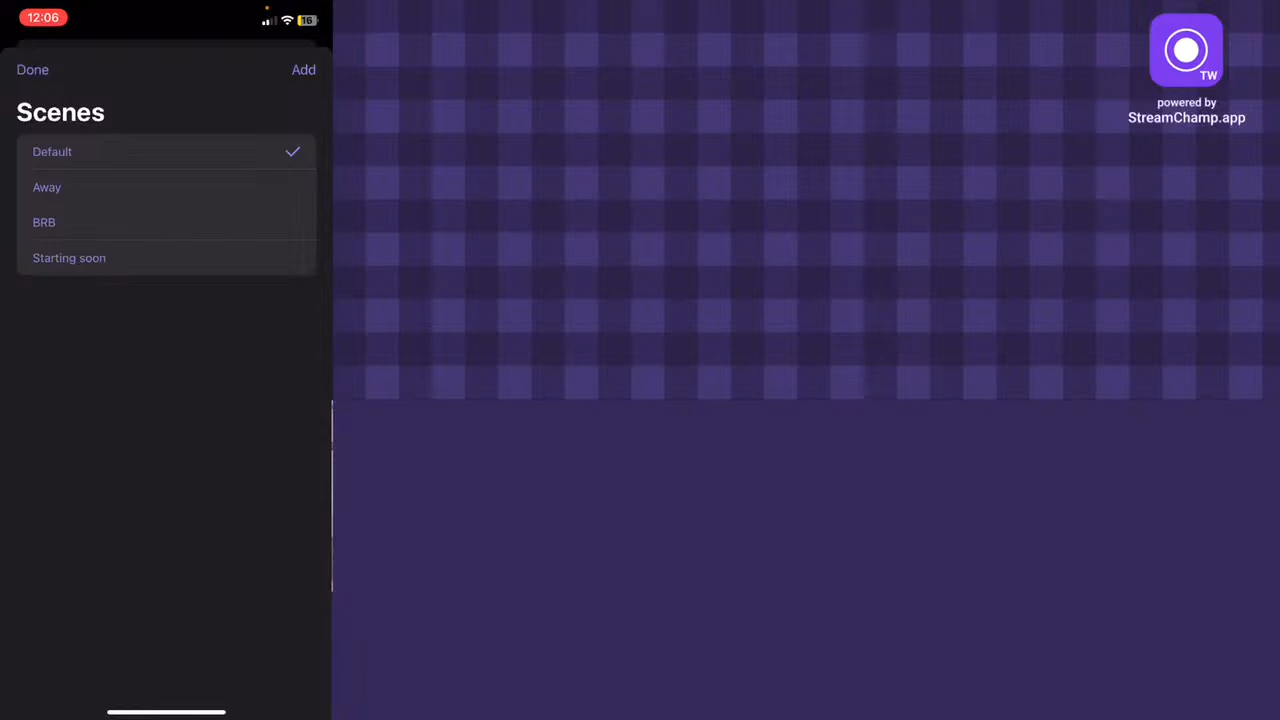 12:06
16
Done
Add
Scenes
Default
Away
BRB
Starting soon
TW
powered by
StreamChamp.app